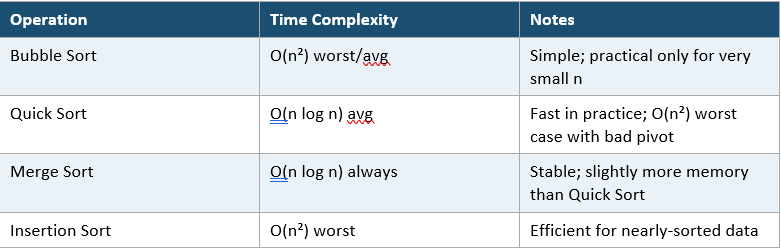 Operation Time Complexity Notes
Bubble Sort O(n²) worst/avg Simple; practical only for very
small n
Quick Sort O(n log n) avg Fast in practice; O(n²) worst
case with bad pivot
Merge Sort O(n log n) always Stable; slightly more memory
than Quick Sort
Insertion Sort O(n²) worst Efficient for nearly-sorted data